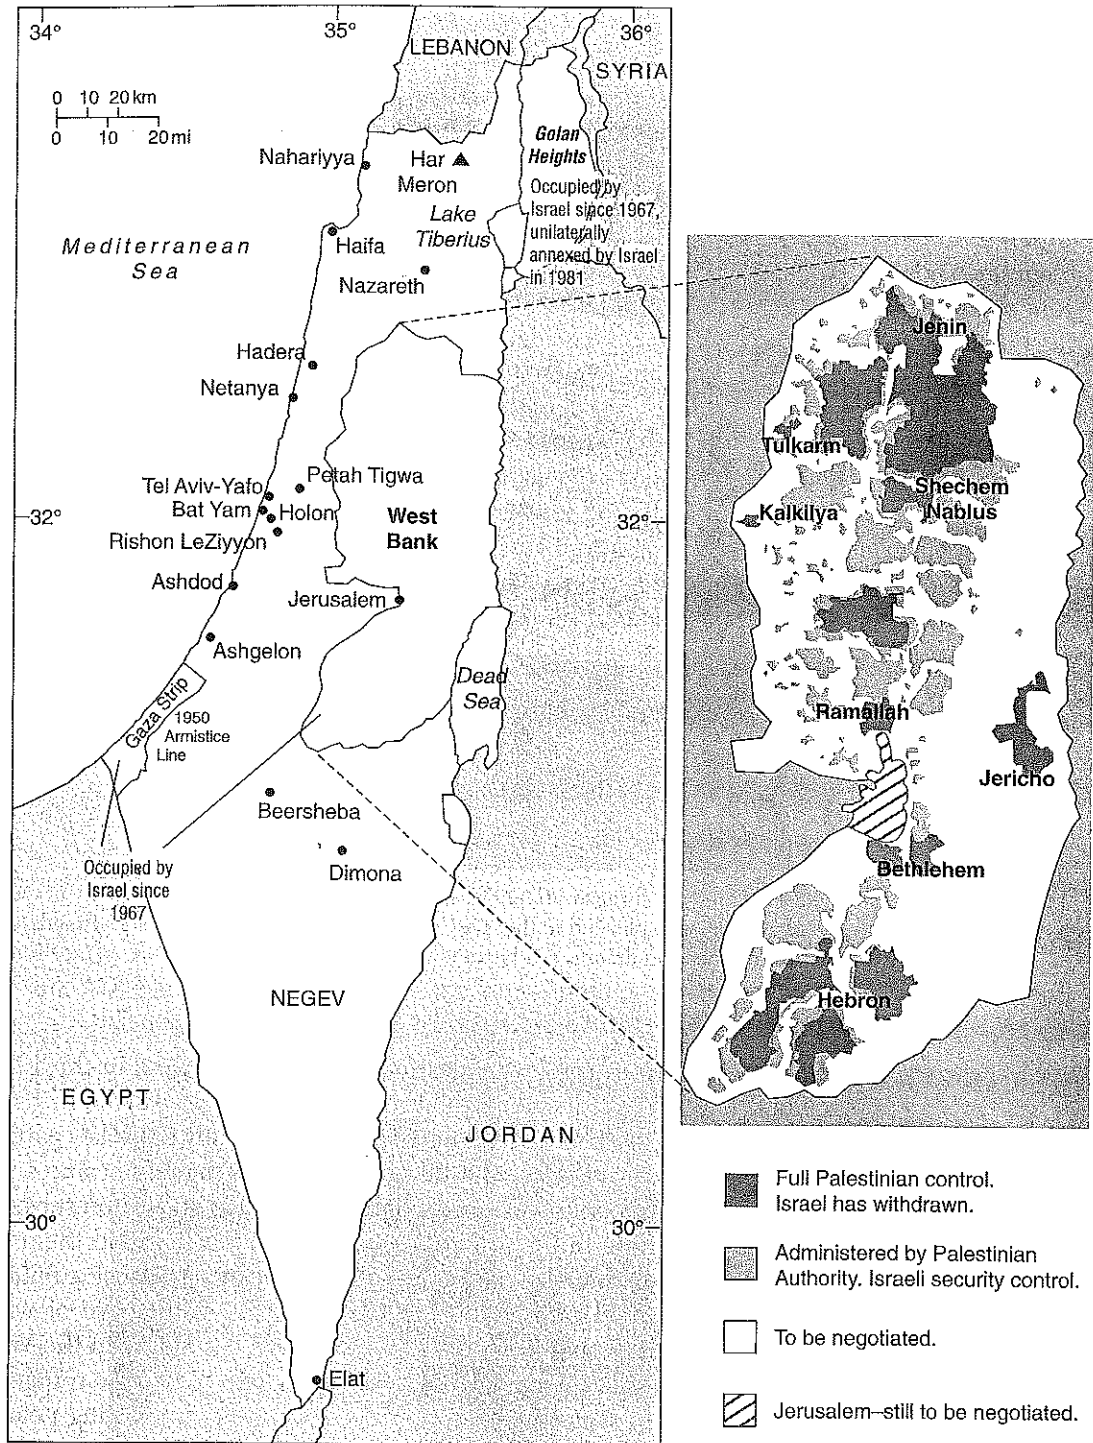 34°
35°
36°
LEBANON
SYRIA
0 10 20 km
0 10 20 mi
Golan
Heights
Occupied by
Israel since 1967,
unilaterally
annexed by Israel
in 1981
Nahariyya
Har
Meron
Lake
Tiberius
Mediterranean
Sea
Haifa
Nazareth
Hadera
Netanya
Petah Tigwa
Tel Aviv-Yafo
Bat Yam
Holon
Rishon LeZiyyon
West
Bank
32°
32°
Ashdod
Jerusalem
Ashgelon
Dead
Sea
Gaza Strip
1950
Armistice
Line
Beersheba
Dimona
Occupied by
Israel since
1967
NEGEV
EGYPT
JORDAN
30°
30°
Elat
Jenin
Tulkarm
Shechem
Nablus
Kalkilya
Ramallah
Jericho
Bethlehem
Hebron
Full Palestinian control.
Israel has withdrawn.
Administered by Palestinian
Authority. Israeli security control.
To be negotiated.
Jerusalem–still to be negotiated.